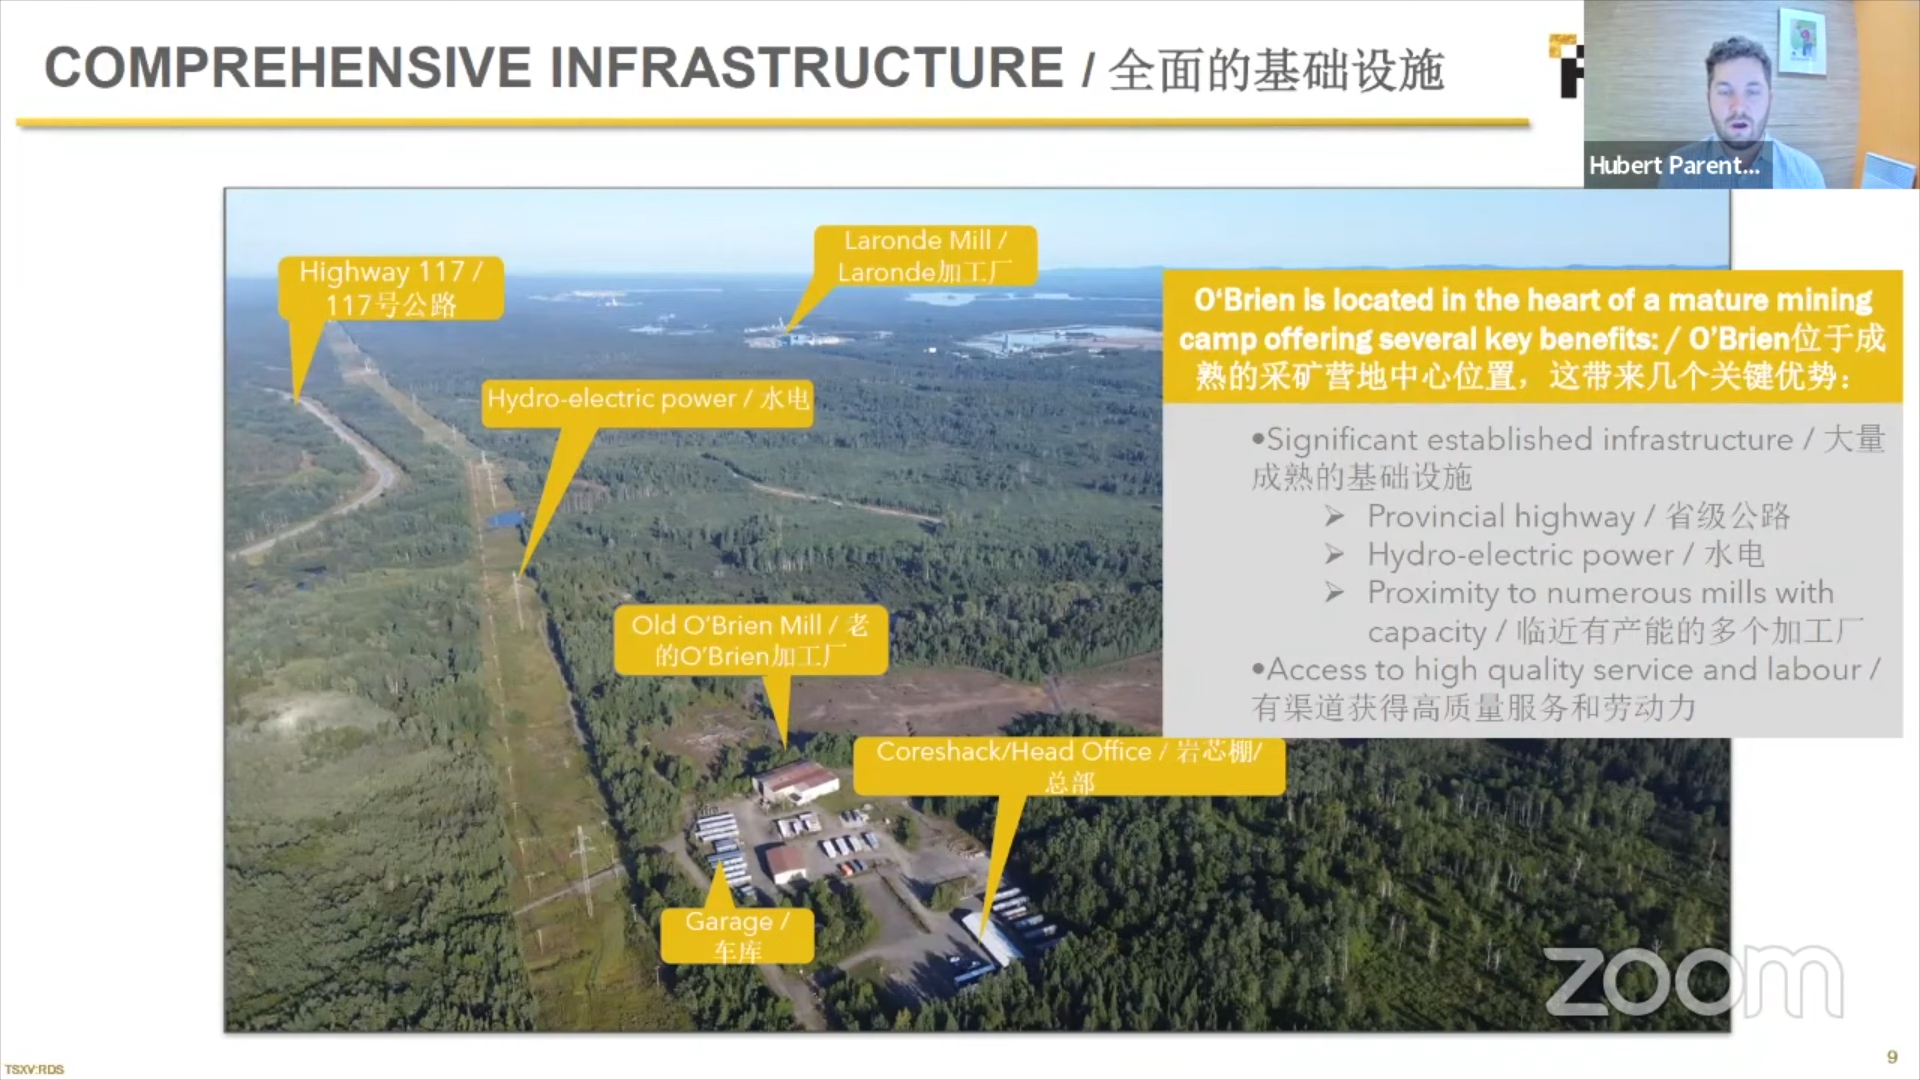 COMPREHENSIVE INFRASTRUCTURE / 全面的基础设施
Hubert Parent...
Highway 117 /
117号公路
Laronde Mill /
Laronde加工厂
Hydro-electric power / 水电
O‘Brien is located in the heart of a mature mining
camp offering several key benefits: / O’Brien位于成
熟的采矿营地中心位置，这带来几个关键优势：
•Significant established infrastructure / 大量
成熟的基础设施
➢ Provincial highway / 省级公路
➢ Hydro-electric power / 水电
➢ Proximity to numerous mills with
capacity / 临近有产能的多个加工厂
•Access to high quality service and labour /
有渠道获得高质量服务和劳动力
Old O’Brien Mill / 老
的O’Brien加工厂
Coreshack/Head Office / 岩芯棚/
总部
Garage /
车库
zoom
TSXV:RDS
9